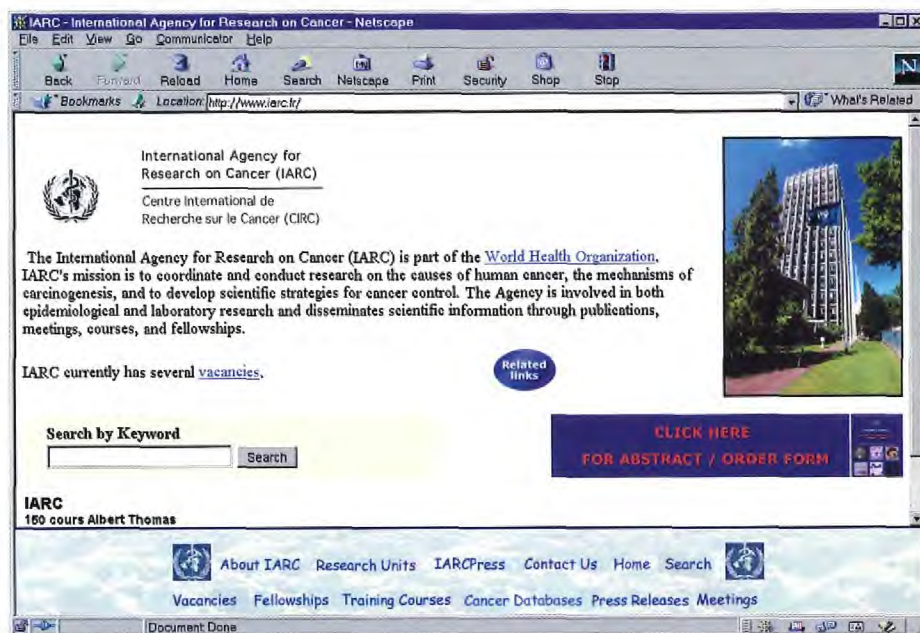 IARC - International Agency for Research on Cancer - Netscape
File Edit View Go Communicator Help
Back Forward Reload Home Search Netscape Print Security Shop Stop
N
Bookmarks Location: http://www.iarc.fr/ What's Related
International Agency for
Research on Cancer (IARC)
Centre International de
Recherche sur le Cancer (CIRC)
The International Agency for Research on Cancer (IARC) is part of the World Health Organization.
IARC's mission is to coordinate and conduct research on the causes of human cancer, the mechanisms of
carcinogenesis, and to develop scientific strategies for cancer control. The Agency is involved in both
epidemiological and laboratory research and disseminates scientific information through publications,
meetings, courses, and fellowships.
IARC currently has several vacancies.
Related
links
Search by Keyword
Search
CLICK HERE
FOR ABSTRACT / ORDER FORM
IARC
150 cours Albert Thomas
About IARC Research Units IARCPress Contact Us Home Search
Vacancies Fellowships Training Courses Cancer Databases Press Releases Meetings
Document Done